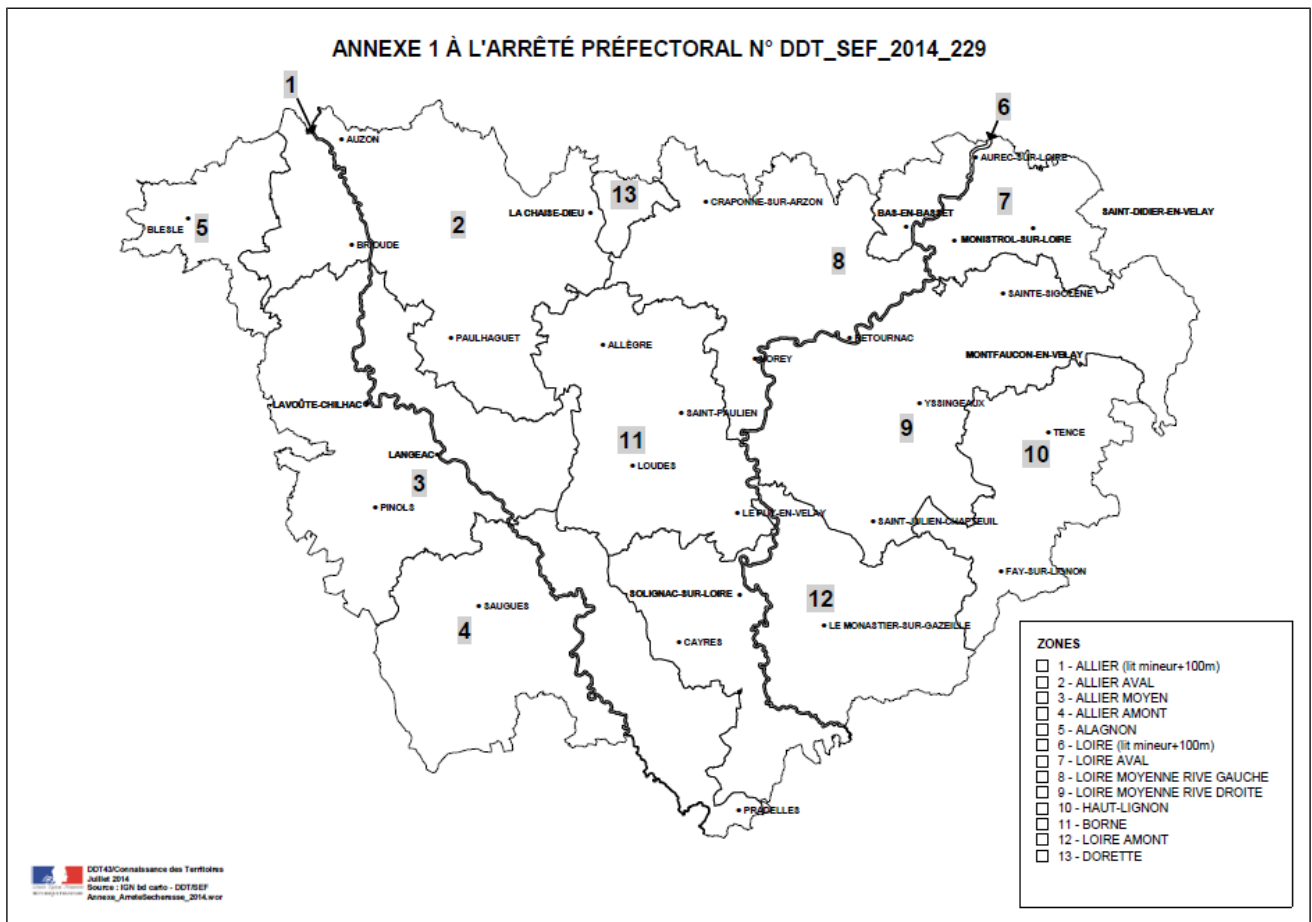 ANNEXE 1 À L'ARRÊTÉ PRÉFECTORAL N° DDT_SEF_2014_229
1
6
AUZON
AUREC-SUR-LOIRE
13
7
CRAPONNE-SUR-ARZON
LA CHAISE-DIEU
BAS-EN-BASSET
SAINT-DIDIER-EN-VELAY
5
2
BLESLE
BRIOUDE
MONISTROL-SUR-LOIRE
8
SAINTE-SIGOLÈNE
PAULHAGUET
ALLÈGRE
RETOURNAC
VOREY
MONTFAUCON-EN-VELAY
LAVOÛTE-CHILHAC
SAINT-PAULIEN
YSSINGEAUX
9
TENCE
11
10
LANGEAC
LOUDES
3
PINOLS
LE PUY-EN-VELAY
SAINT-JULIEN-CHAPTEUIL
FAY-SUR-LIGNON
SOLIGNAC-SUR-LOIRE
12
SAUGUES
4
LE MONASTIER-SUR-GAZEILLE
CAYRES
PRADELLES
ZONES
1 - ALLIER (lit mineur+100m)
2 - ALLIER AVAL
3 - ALLIER MOYEN
4 - ALLIER AMONT
5 - ALAGNON
6 - LOIRE (lit mineur+100m)
7 - LOIRE AVAL
8 - LOIRE MOYENNE RIVE GAUCHE
9 - LOIRE MOYENNE RIVE DROITE
10 - HAUT-LIGNON
11 - BORNE
12 - LOIRE AMONT
13 - DORETTE
DDT43/Connaissance des Territoires
Juillet 2014
Source : IGN bd carto - DDT/SEF
Annexe_ArreteSecheresse_2014.wor